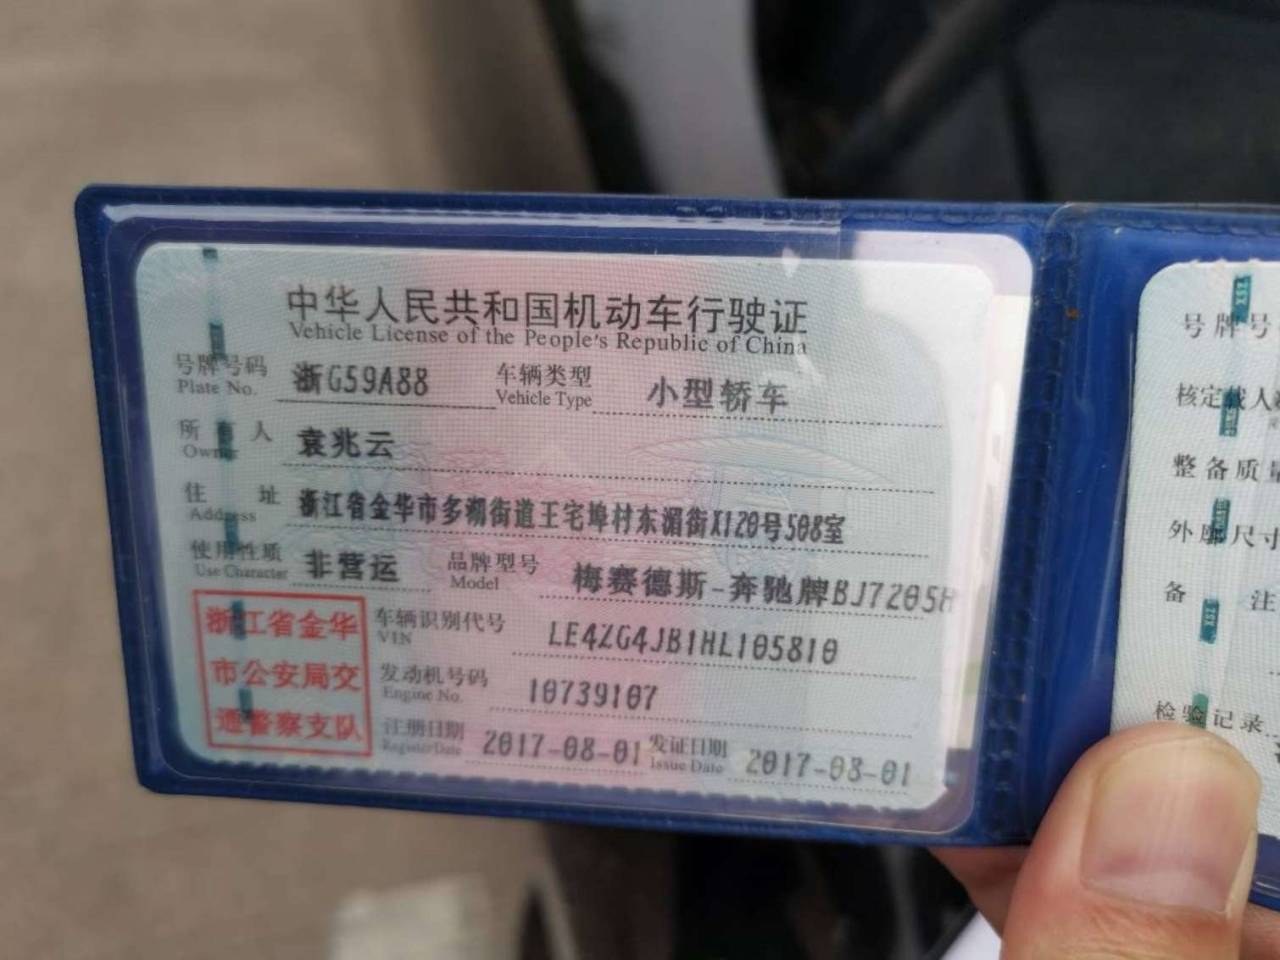 中华人民共和国机动车行驶证
Vehicle License of the People's Republic of China
号牌号码 浙G59A88 车辆类型 小型轿车
Plate No. Vehicle Type
所有人 袁兆云
Owner
住址 浙江省金华市多湖街道王宅埠村东湄街X120号508室
Address
使用性质 非营运 品牌型号 梅赛德斯-奔驰牌BJ7205H
Use Character Model
浙江省金华
市公安局交
通警察支队
车辆识别代号 LE4ZG4JB1HL105810
VIN
发动机号码 10739107
Engine No.
注册日期 2017-08-01 发证日期 2017-08-01
Register Date Issue Date
号牌号
核定载人
整备质量
外廓尺寸
备注
检验记录